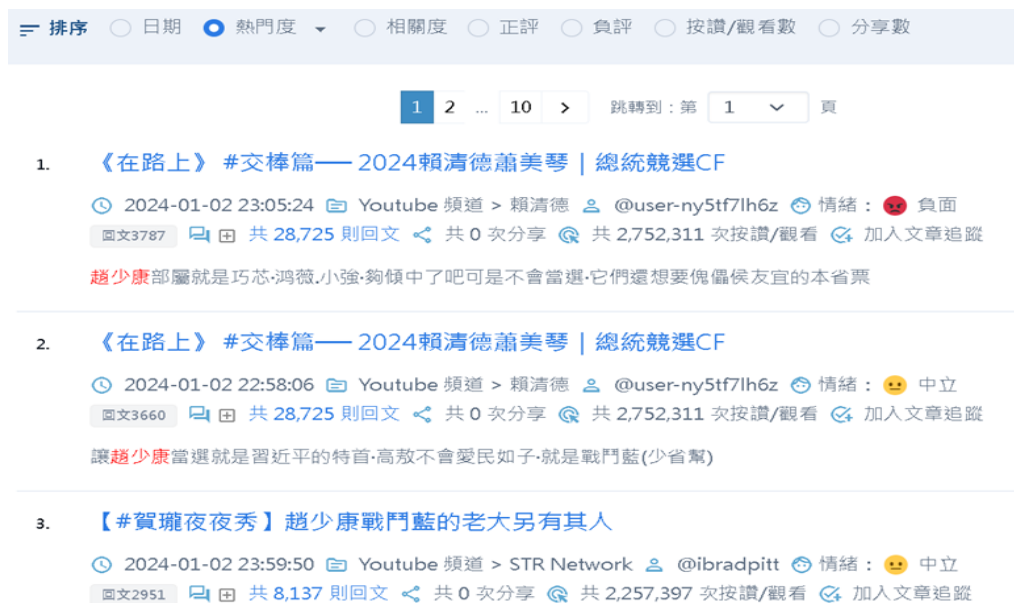 排序 日期 熱門度 相關度 正評 負評 按讚/觀看數 分享數
1 2 ... 10 > 跳轉到：第 1 頁
1. 《在路上》 #交棒篇── 2024賴清德蕭美琴｜總統競選CF
2024-01-02 23:05:24 Youtube 頻道 > 賴清德 @user-ny5tf7lh6z 情緒： 負面
回文3787 共 28,725 則回文 共 0 次分享 共 2,752,311 次按讚/觀看 加入文章追蹤
趙少康部屬就是巧芯·鸿薇.小強·夠傾中了吧可是不會當選·它們還想要傀儡侯友宜的本省票
2. 《在路上》 #交棒篇── 2024賴清德蕭美琴｜總統競選CF
2024-01-02 22:58:06 Youtube 頻道 > 賴清德 @user-ny5tf7lh6z 情緒： 中立
回文3660 共 28,725 則回文 共 0 次分享 共 2,752,311 次按讚/觀看 加入文章追蹤
讓趙少康當選就是習近平的特首·高敖不會愛民如子·就是戰鬥藍(少省幫)
3. 【#賀瓏夜夜秀】趙少康戰鬥藍的老大另有其人
2024-01-02 23:59:50 Youtube 頻道 > STR Network @ibradpitt 情緒： 中立
回文2951 共 8,137 則回文 共 0 次分享 共 2,257,397 次按讚/觀看 加入文章追蹤